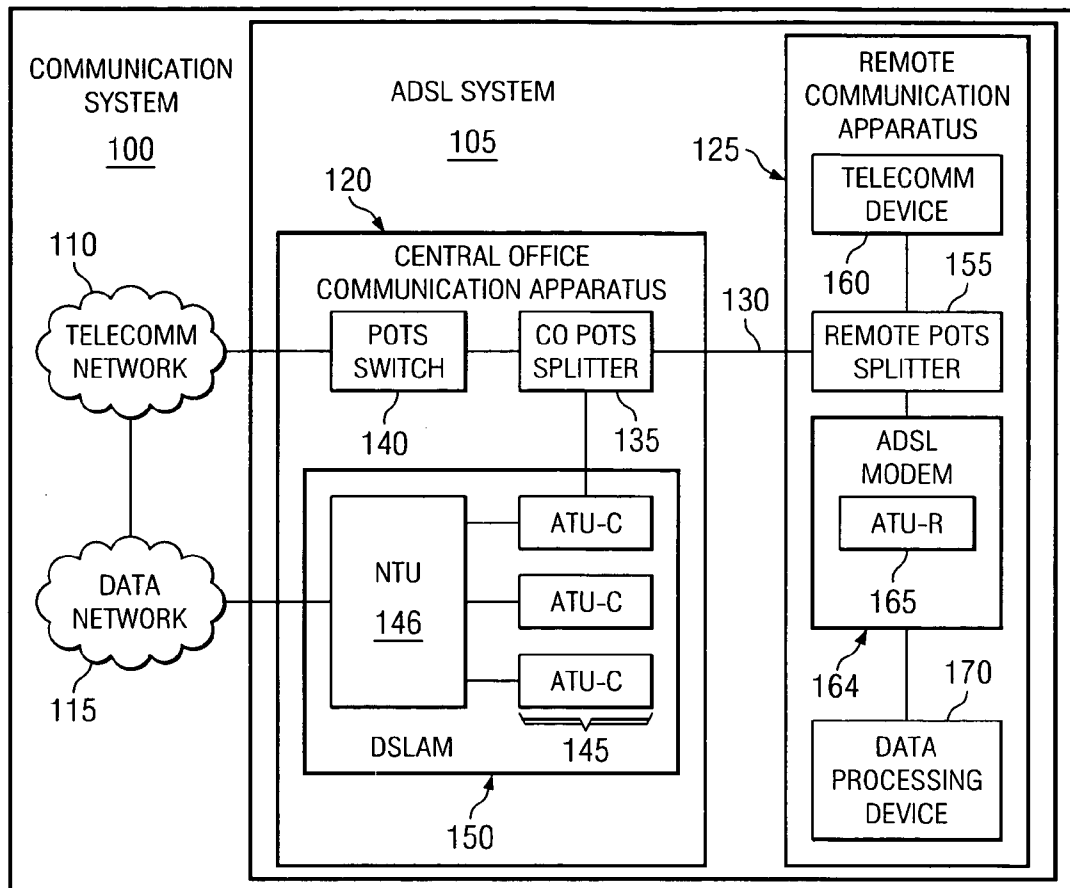 COMMUNICATION
SYSTEM
100
ADSL SYSTEM
105
REMOTE
COMMUNICATION
APPARATUS
125
TELECOMM
DEVICE
160
155
120
CENTRAL OFFICE
COMMUNICATION APPARATUS
110
TELECOMM
NETWORK
POTS
SWITCH
140
CO POTS
SPLITTER
135
130
REMOTE POTS
SPLITTER
ADSL
MODEM
ATU-R
165
164
DATA
NETWORK
115
NTU
146
ATU-C
ATU-C
ATU-C
145
DSLAM
150
170
DATA
PROCESSING
DEVICE